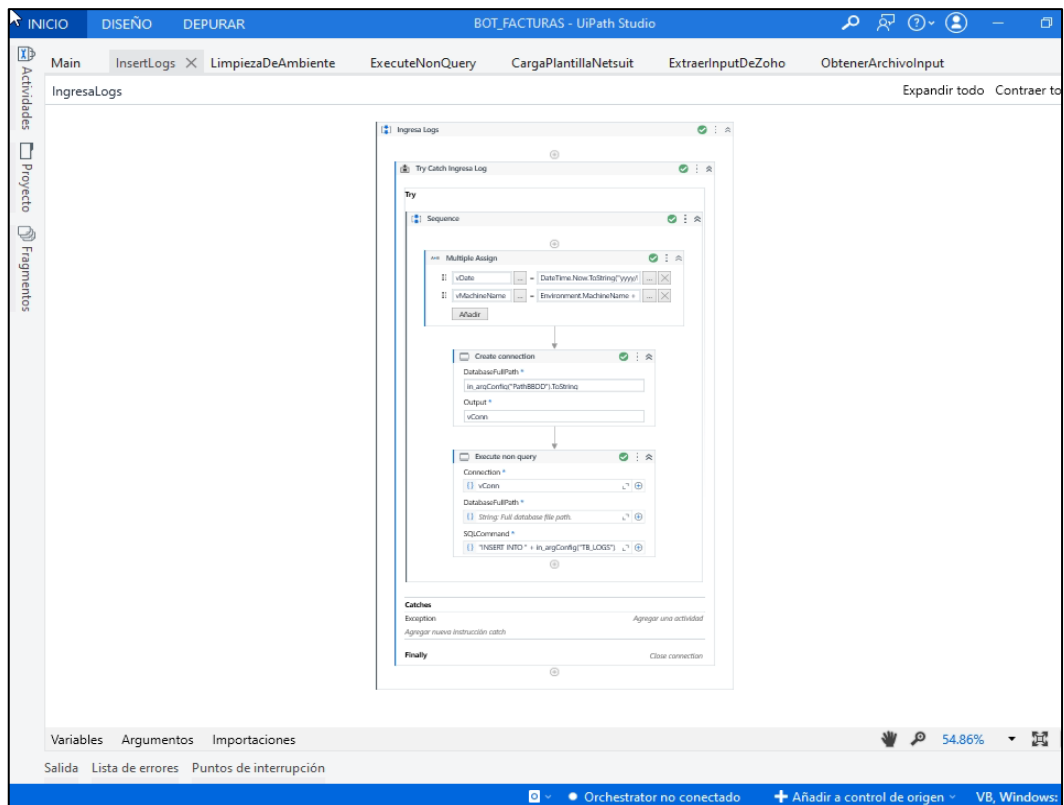 INICIO DISEÑO DEPURAR BOT_FACTURAS - UiPath Studio
Main InsertLogs LimpiezaDeAmbiente ExecuteNonQuery CargaPlantillaNetsuit ExtraerInputDeZoho ObtenerArchivoInput
IngresaLogs Expandir todo Contraer to
Actividades
Proyecto
Fragmentos
Ingresa Logs
Try Catch Ingresa Log
Try
Sequence
Multiple Assign
vDate ... = DateTime.Now.ToString("yyyy/ ...
vMachineName ... = Environment.MachineName + ...
Añadir
Create connection
DatabaseFullPath *
in_argConfig("PathBBDD").ToString
Output *
vConn
Execute non query
Connection *
vConn
DatabaseFullPath *
String: Full database file path.
SQLCommand *
"INSERT INTO " + in_argConfig("TB_LOGS")
Catches
Exception Agregar una actividad
Agregar nueva instrucción catch
Finally Close connection
Variables Argumentos Importaciones 54.86%
Salida Lista de errores Puntos de interrupción
Orchestrator no conectado Añadir a control de origen VB, Windows: